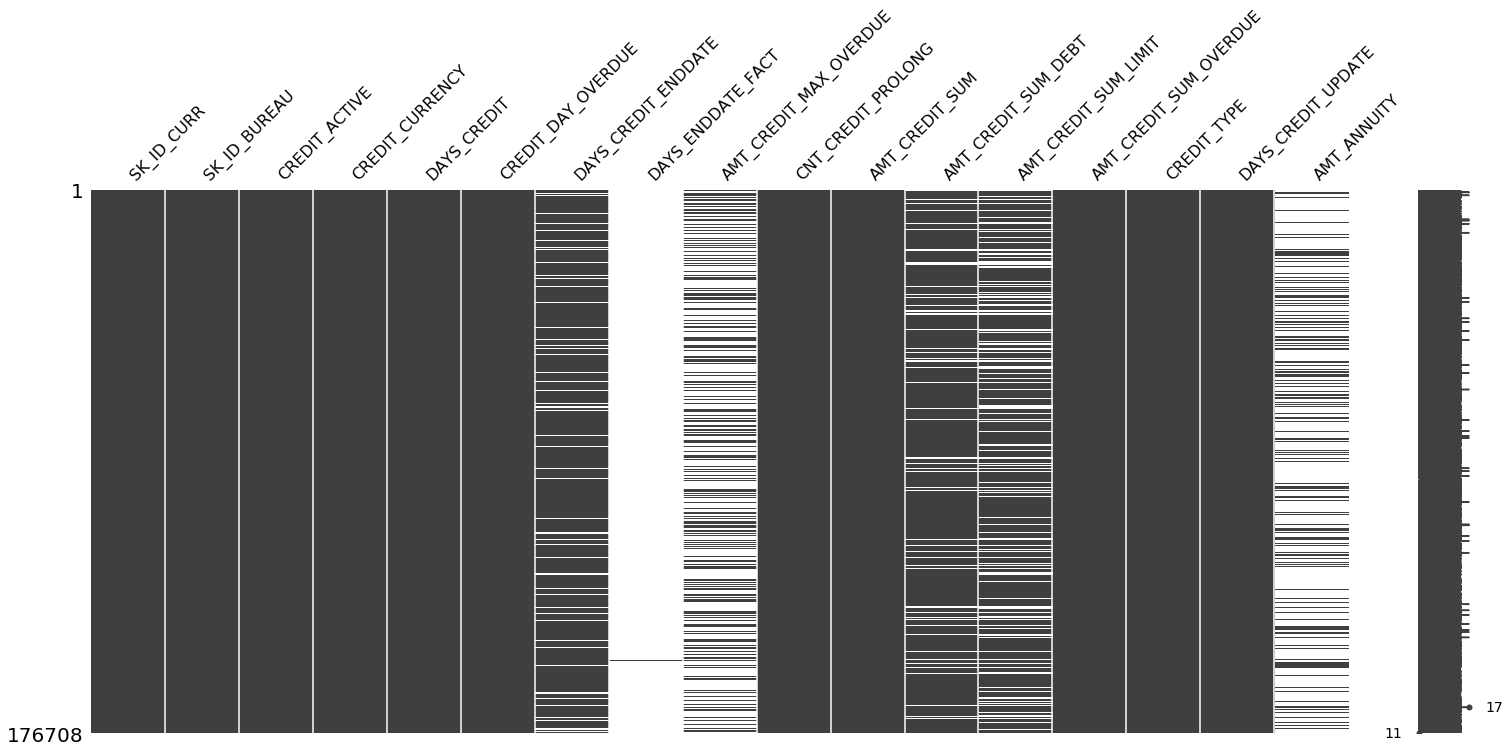 SK_ID_CURR
SK_ID_BUREAU
CREDIT_ACTIVE
CREDIT_CURRENCY
DAYS_CREDIT
CREDIT_DAY_OVERDUE
DAYS_CREDIT_ENDDATE
DAYS_ENDDATE_FACT
AMT_CREDIT_MAX_OVERDUE
CNT_CREDIT_PROLONG
AMT_CREDIT_SUM
AMT_CREDIT_SUM_DEBT
AMT_CREDIT_SUM_LIMIT
AMT_CREDIT_SUM_OVERDUE
CREDIT_TYPE
DAYS_CREDIT_UPDATE
AMT_ANNUITY
1
17
176708
11